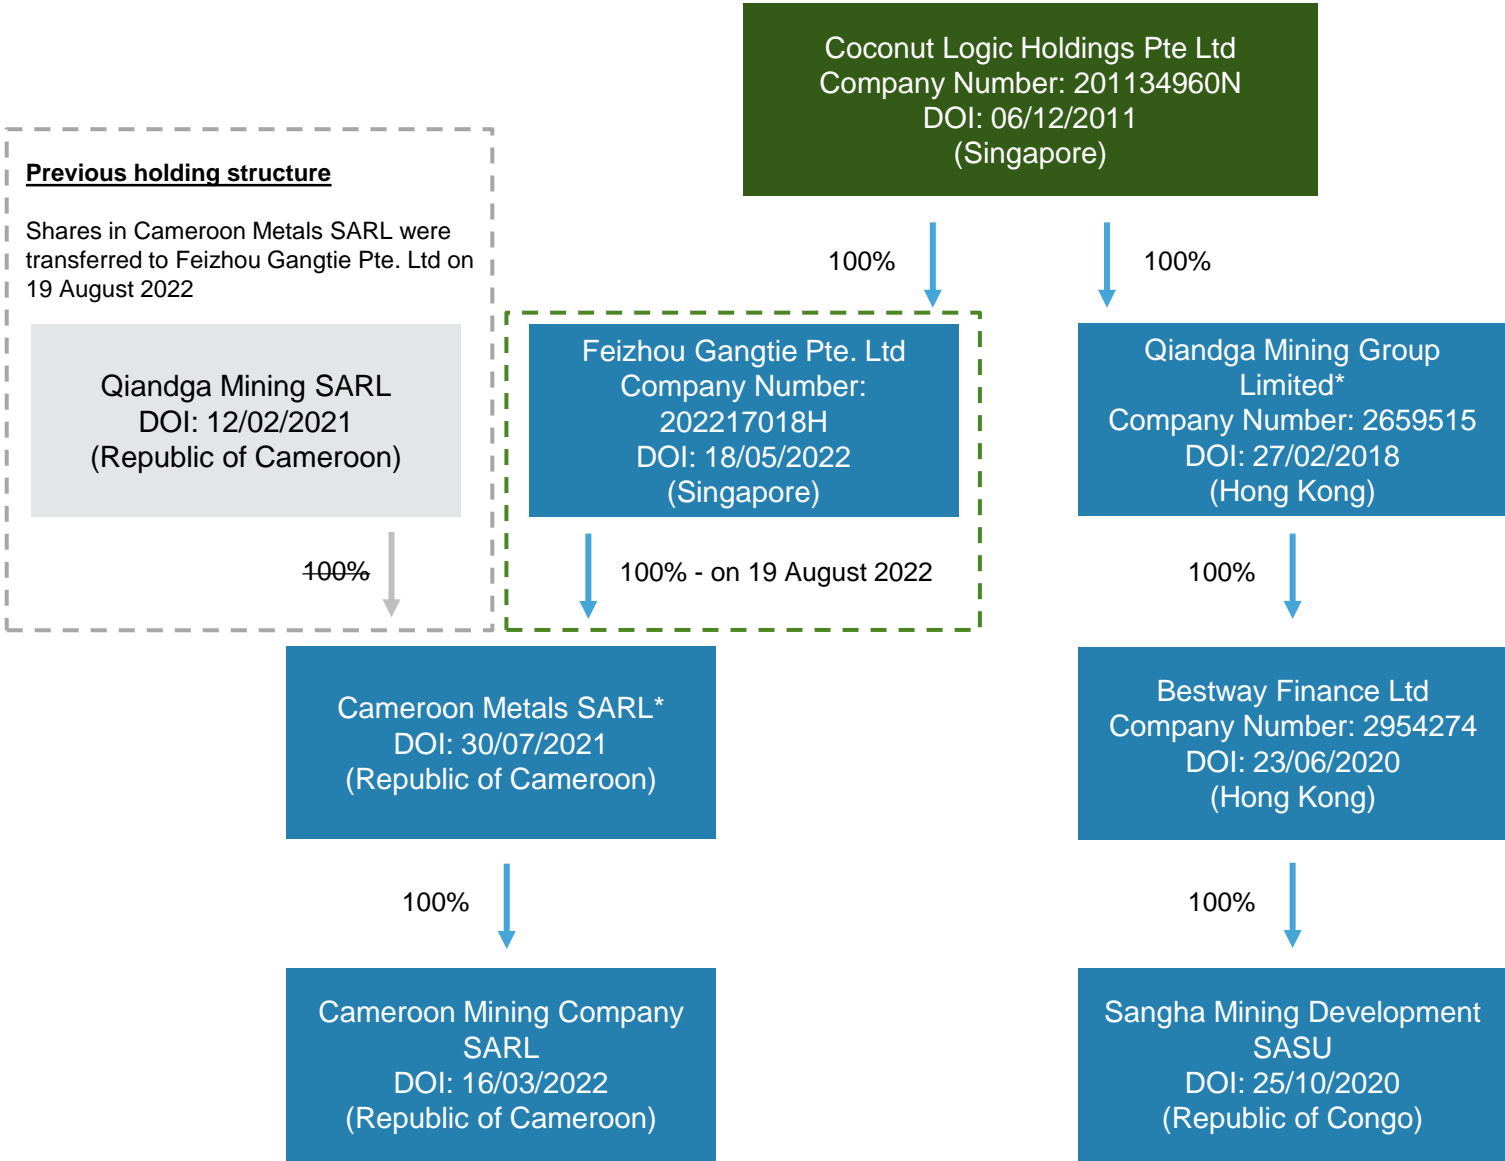 Coconut Logic Holdings Pte Ltd
Company Number: 201134960N
DOI: 06/12/2011
(Singapore)
Previous holding structure
Shares in Cameroon Metals SARL were
transferred to Feizhou Gangtie Pte. Ltd on
19 August 2022
100%
100%
Qiandga Mining SARL
DOI: 12/02/2021
(Republic of Cameroon)
Feizhou Gangtie Pte. Ltd
Company Number:
202217018H
DOI: 18/05/2022
(Singapore)
Qiandga Mining Group
Limited*
Company Number: 2659515
DOI: 27/02/2018
(Hong Kong)
100%
100% - on 19 August 2022
100%
Cameroon Metals SARL*
DOI: 30/07/2021
(Republic of Cameroon)
Bestway Finance Ltd
Company Number: 2954274
DOI: 23/06/2020
(Hong Kong)
100%
100%
Cameroon Mining Company
SARL
DOI: 16/03/2022
(Republic of Cameroon)
Sangha Mining Development
SASU
DOI: 25/10/2020
(Republic of Congo)